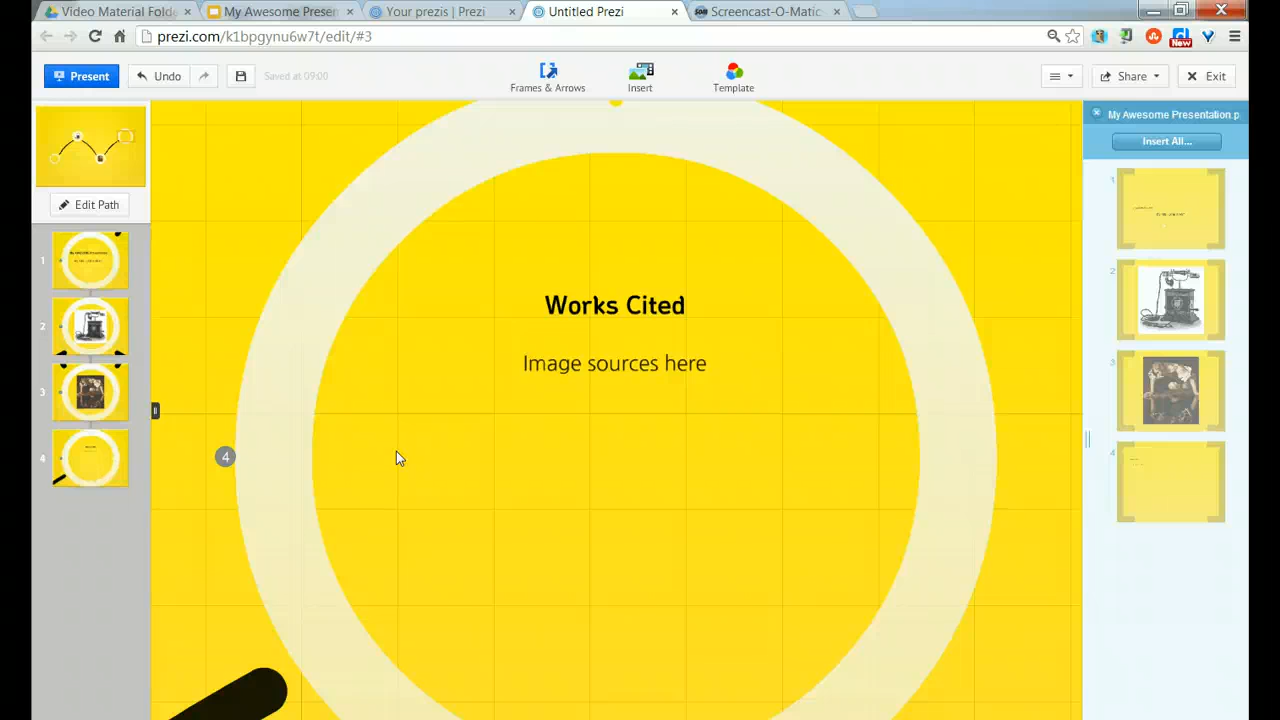 Video Material Fold
My Awesome Presen
Your prezis | Prezi
Untitled Prezi
Screencast-O-Matic
prezi.com/k1bpgynu6w7t/edit/#3
New
Present
Undo
Saved at 09:00
Frames & Arrows
Insert
Template
Share
Exit
My Awesome Presentation p
Insert All...
Edit Path
1
2
3
4
Works Cited
Image sources here
4
1
2
3
4